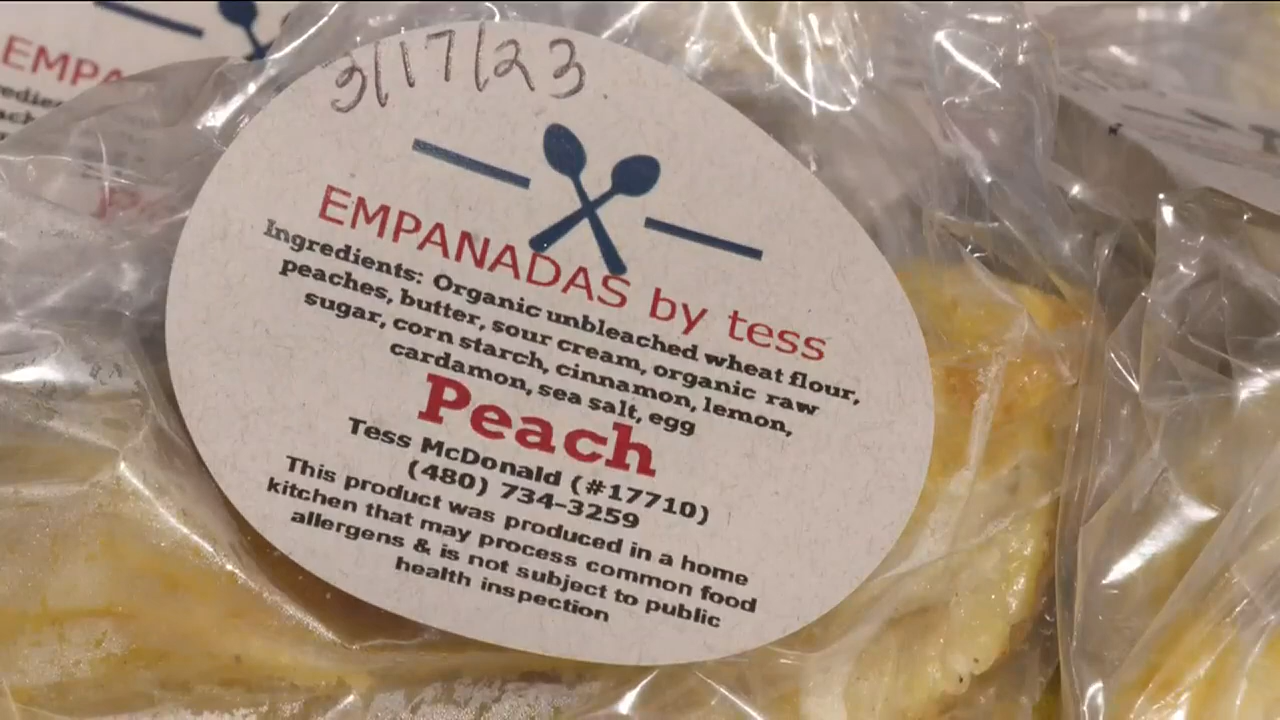 3/17/23
EMPANADAS by tess
Ingredients: Organic unbleached wheat flour,
peaches, butter, sour cream, organic raw
sugar, corn starch, cinnamon, lemon,
cardamon, sea salt, egg
Peach
Tess McDonald (#17710)
(480) 734-3259
This product was produced in a home
kitchen that may process common food
allergens & is not subject to public
health inspection
EMPA